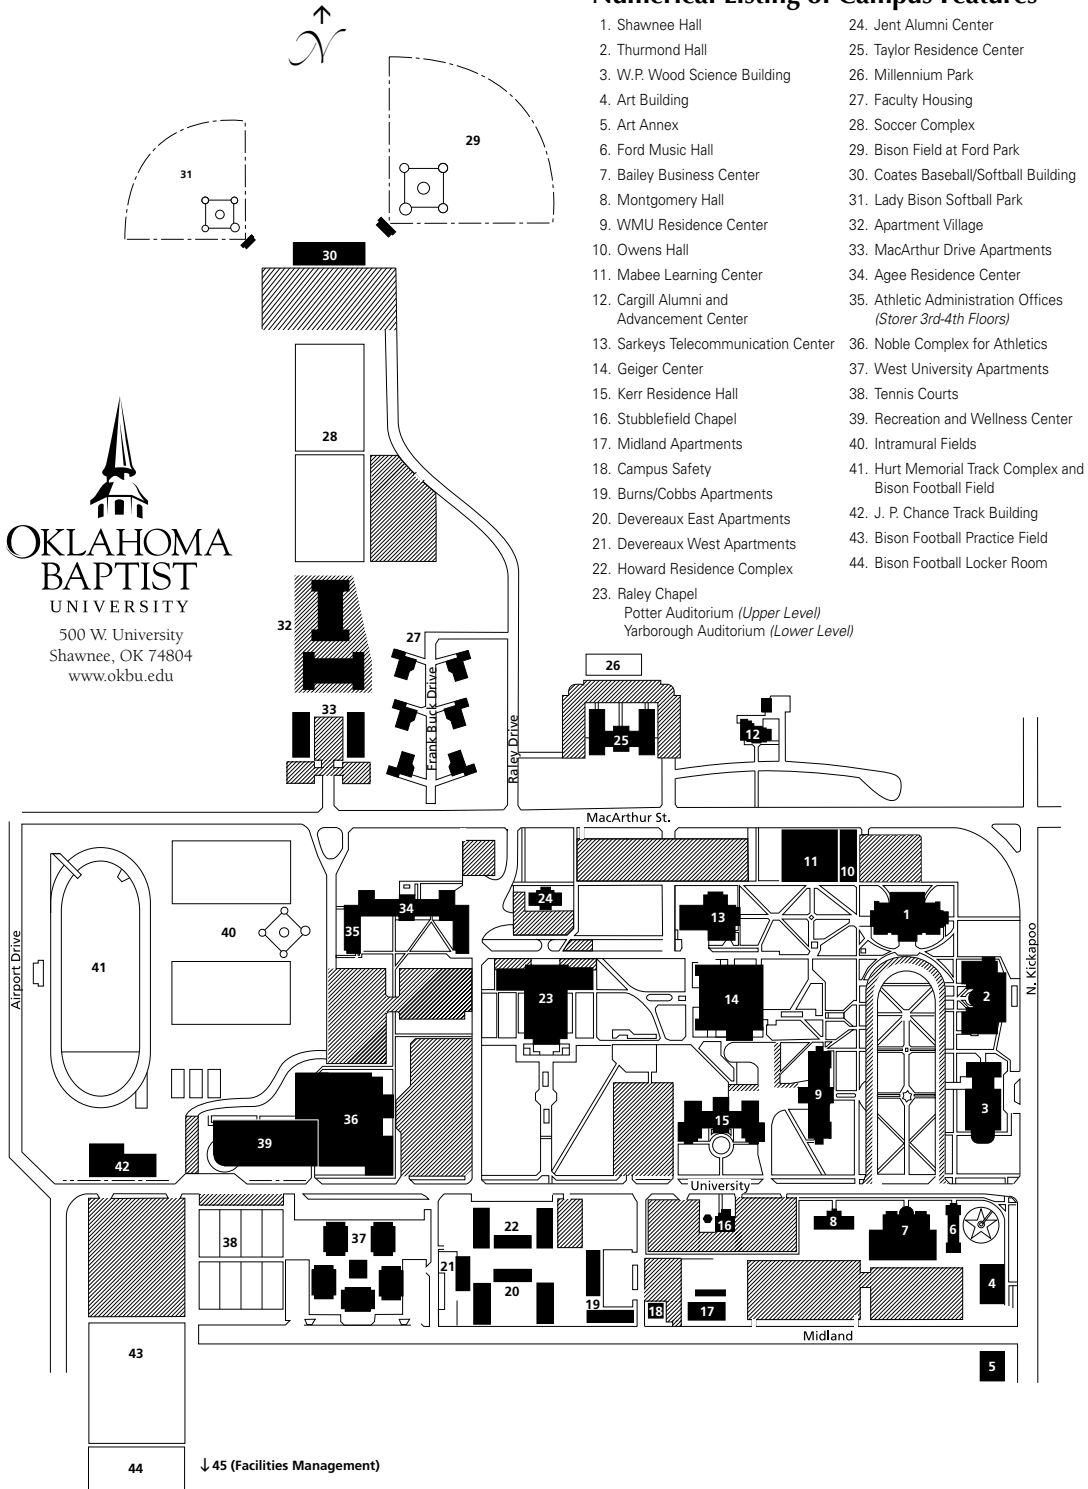 Numerical Listing of Campus Features
1. Shawnee Hall
2. Thurmond Hall
3. W.P. Wood Science Building
4. Art Building
5. Art Annex
6. Ford Music Hall
7. Bailey Business Center
8. Montgomery Hall
9. WMU Residence Center
10. Owens Hall
11. Mabee Learning Center
12. Cargill Alumni and
Advancement Center
13. Sarkeys Telecommunication Center
14. Geiger Center
15. Kerr Residence Hall
16. Stubblefield Chapel
17. Midland Apartments
18. Campus Safety
19. Burns/Cobbs Apartments
20. Devereaux East Apartments
21. Devereaux West Apartments
22. Howard Residence Complex
23. Raley Chapel
Potter Auditorium (Upper Level)
Yarborough Auditorium (Lower Level)
24. Jent Alumni Center
25. Taylor Residence Center
26. Millennium Park
27. Faculty Housing
28. Soccer Complex
29. Bison Field at Ford Park
30. Coates Baseball/Softball Building
31. Lady Bison Softball Park
32. Apartment Village
33. MacArthur Drive Apartments
34. Agee Residence Center
35. Athletic Administration Offices
(Storer 3rd-4th Floors)
36. Noble Complex for Athletics
37. West University Apartments
38. Tennis Courts
39. Recreation and Wellness Center
40. Intramural Fields
41. Hurt Memorial Track Complex and
Bison Football Field
42. J. P. Chance Track Building
43. Bison Football Practice Field
44. Bison Football Locker Room
N
29
31
30
28
OKLAHOMA
BAPTIST
UNIVERSITY
500 W. University
Shawnee, OK 74804
www.okbu.edu
32
27
26
33
Frank Buck Drive
Raley Drive
25
12
MacArthur St.
11
10
24
34
13
1
35
40
Airport Drive
41
N. Kickapoo
23
14
2
9
3
36
15
39
42
University
22
16
8
7
6
38
37
21
20
19
18
17
4
Midland
43
5
44
↓45 (Facilities Management)